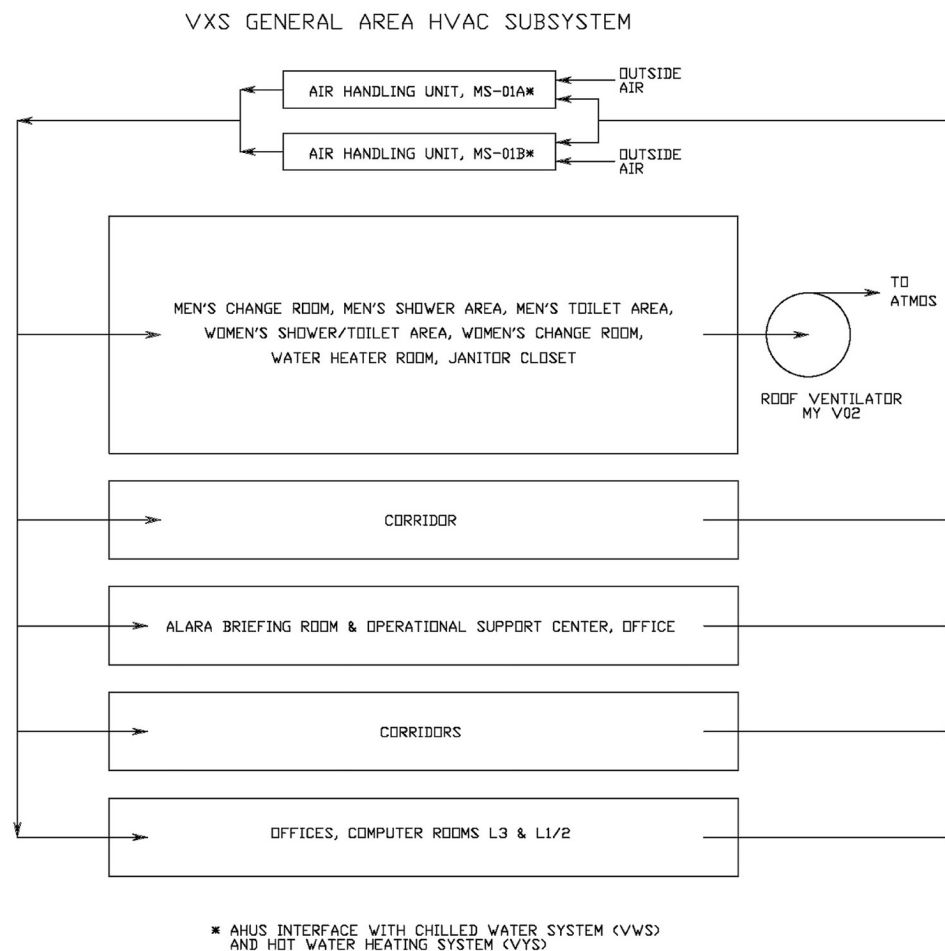 VXS GENERAL AREA HVAC SUBSYSTEM
OUTSIDE
AIR
AIR HANDLING UNIT, MS-01A*
AIR HANDLING UNIT, MS-01B*
OUTSIDE
AIR
TO
ATMOS
MEN'S CHANGE ROOM, MEN'S SHOWER AREA, MEN'S TOILET AREA,
WOMEN'S SHOWER/TOILET AREA, WOMEN'S CHANGE ROOM,
WATER HEATER ROOM, JANITOR CLOSET
ROOF VENTILATOR
MY V02
CORRIDOR
ALARA BRIEFING ROOM & OPERATIONAL SUPPORT CENTER, OFFICE
CORRIDORS
OFFICES, COMPUTER ROOMS L3 & L1/2
* AHUS INTERFACE WITH CHILLED WATER SYSTEM (VWS)
AND HOT WATER HEATING SYSTEM (VYS)